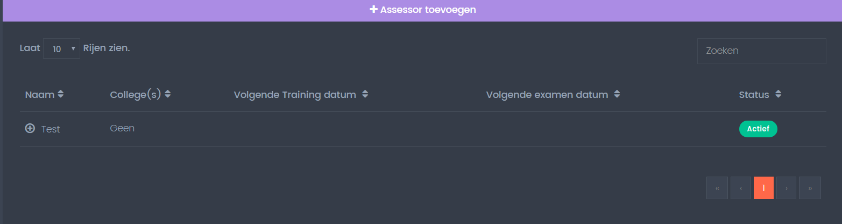 + Assessor toevoegen
Laat 10 Rijen zien.
Zoeken
Naam College(s) Volgende Training datum Volgende examen datum Status
Test Geen Actief
« ‹ 1 › »